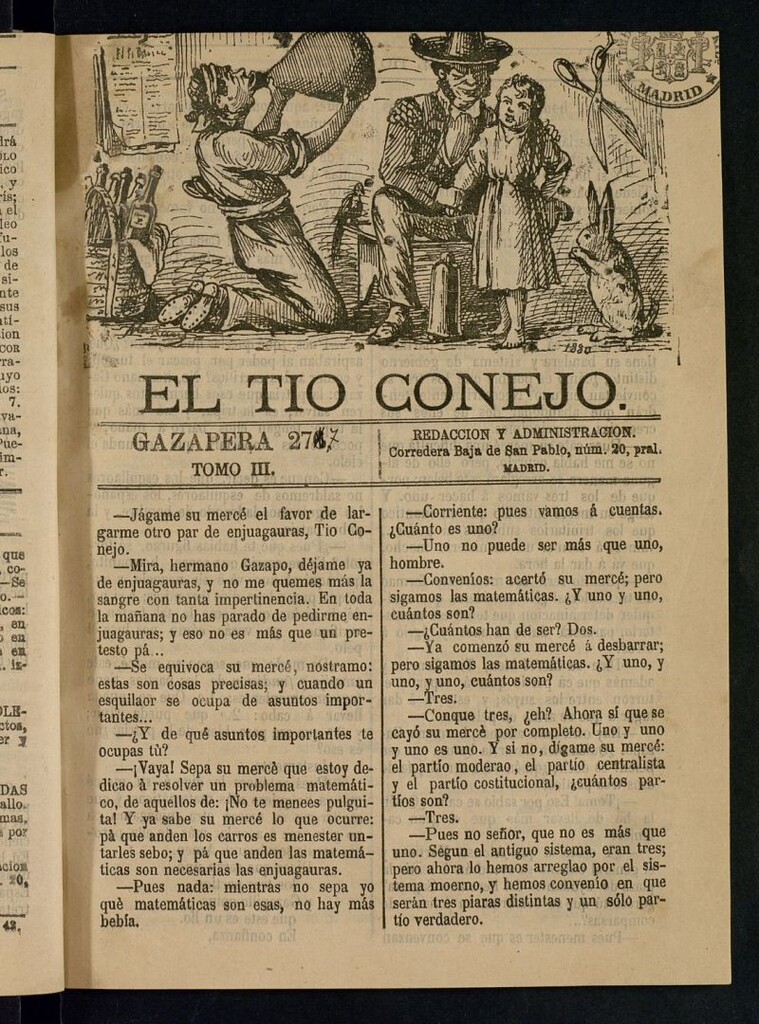 MADRID
EL TIO CONEJO.
GAZAPERA 27
TOMO III.
REDACCION Y ADMINISTRACION.
Corredera Baja de San Pablo, núm. 20, pral.
MADRID.
—Jágame su mercé el favor de lar-
garme otro par de enjuagauras, Tio Co-
nejo.
—Mira, hermano Gazapo, déjame ya
de enjuagauras, y no me quemes más la
sangre con tanta impertinencia. En toda
la mañana no has parado de pedirme en-
juagauras; y eso no es más que un pre-
testo pá...
—Se equivoca su mercé, nostramo:
estas son cosas precisas; y cuando un
esquilaor se ocupa de asuntos impor-
tantes...
—¿Y de qué asuntos importantes te
ocupas tù?
—¡Vaya! Sepa su mercè que estoy de-
dicao à resolver un problema matemáti-
co, de aquellos de: ¡No te menees pulgui-
ta! Y ya sabe su mercé lo que ocurre:
pà que anden los carros es menester un-
tarles sebo; y pà que anden las matemá-
ticas son necesarias las enjuagauras.
—Pues nada: mientras no sepa yo
qué matemáticas son esas, no hay más
bebía.
—Corriente: pues vamos á cuentas.
¿Cuánto es uno?
—Uno no puede ser más que uno,
hombre.
—Convenios: acertó su mercé; pero
sigamos las matemáticas. ¿Y uno y uno,
cuántos son?
—¿Cuántos han de ser? Dos.
—Ya comenzó su mercé à desbarrar;
pero sigamos las matemáticas. ¿Y uno, y
uno, y uno, cuántos son?
—Tres.
—Conque tres, ¿eh? Ahora sí que se
cayó su mercè por completo. Uno y uno
y uno es uno. Y si no, dígame su mercé:
el partío moderao, el partío centralista
y el partío costitucional, ¿cuántos par-
tíos son?
—Tres.
—Pues no señor, que no es más que
uno. Segun el antiguo sistema, eran tres;
pero ahora lo hemos arreglao por el sis-
tema moerno, y hemos convenío en que
serán tres piaras distintas y un sólo par-
tío verdadero.